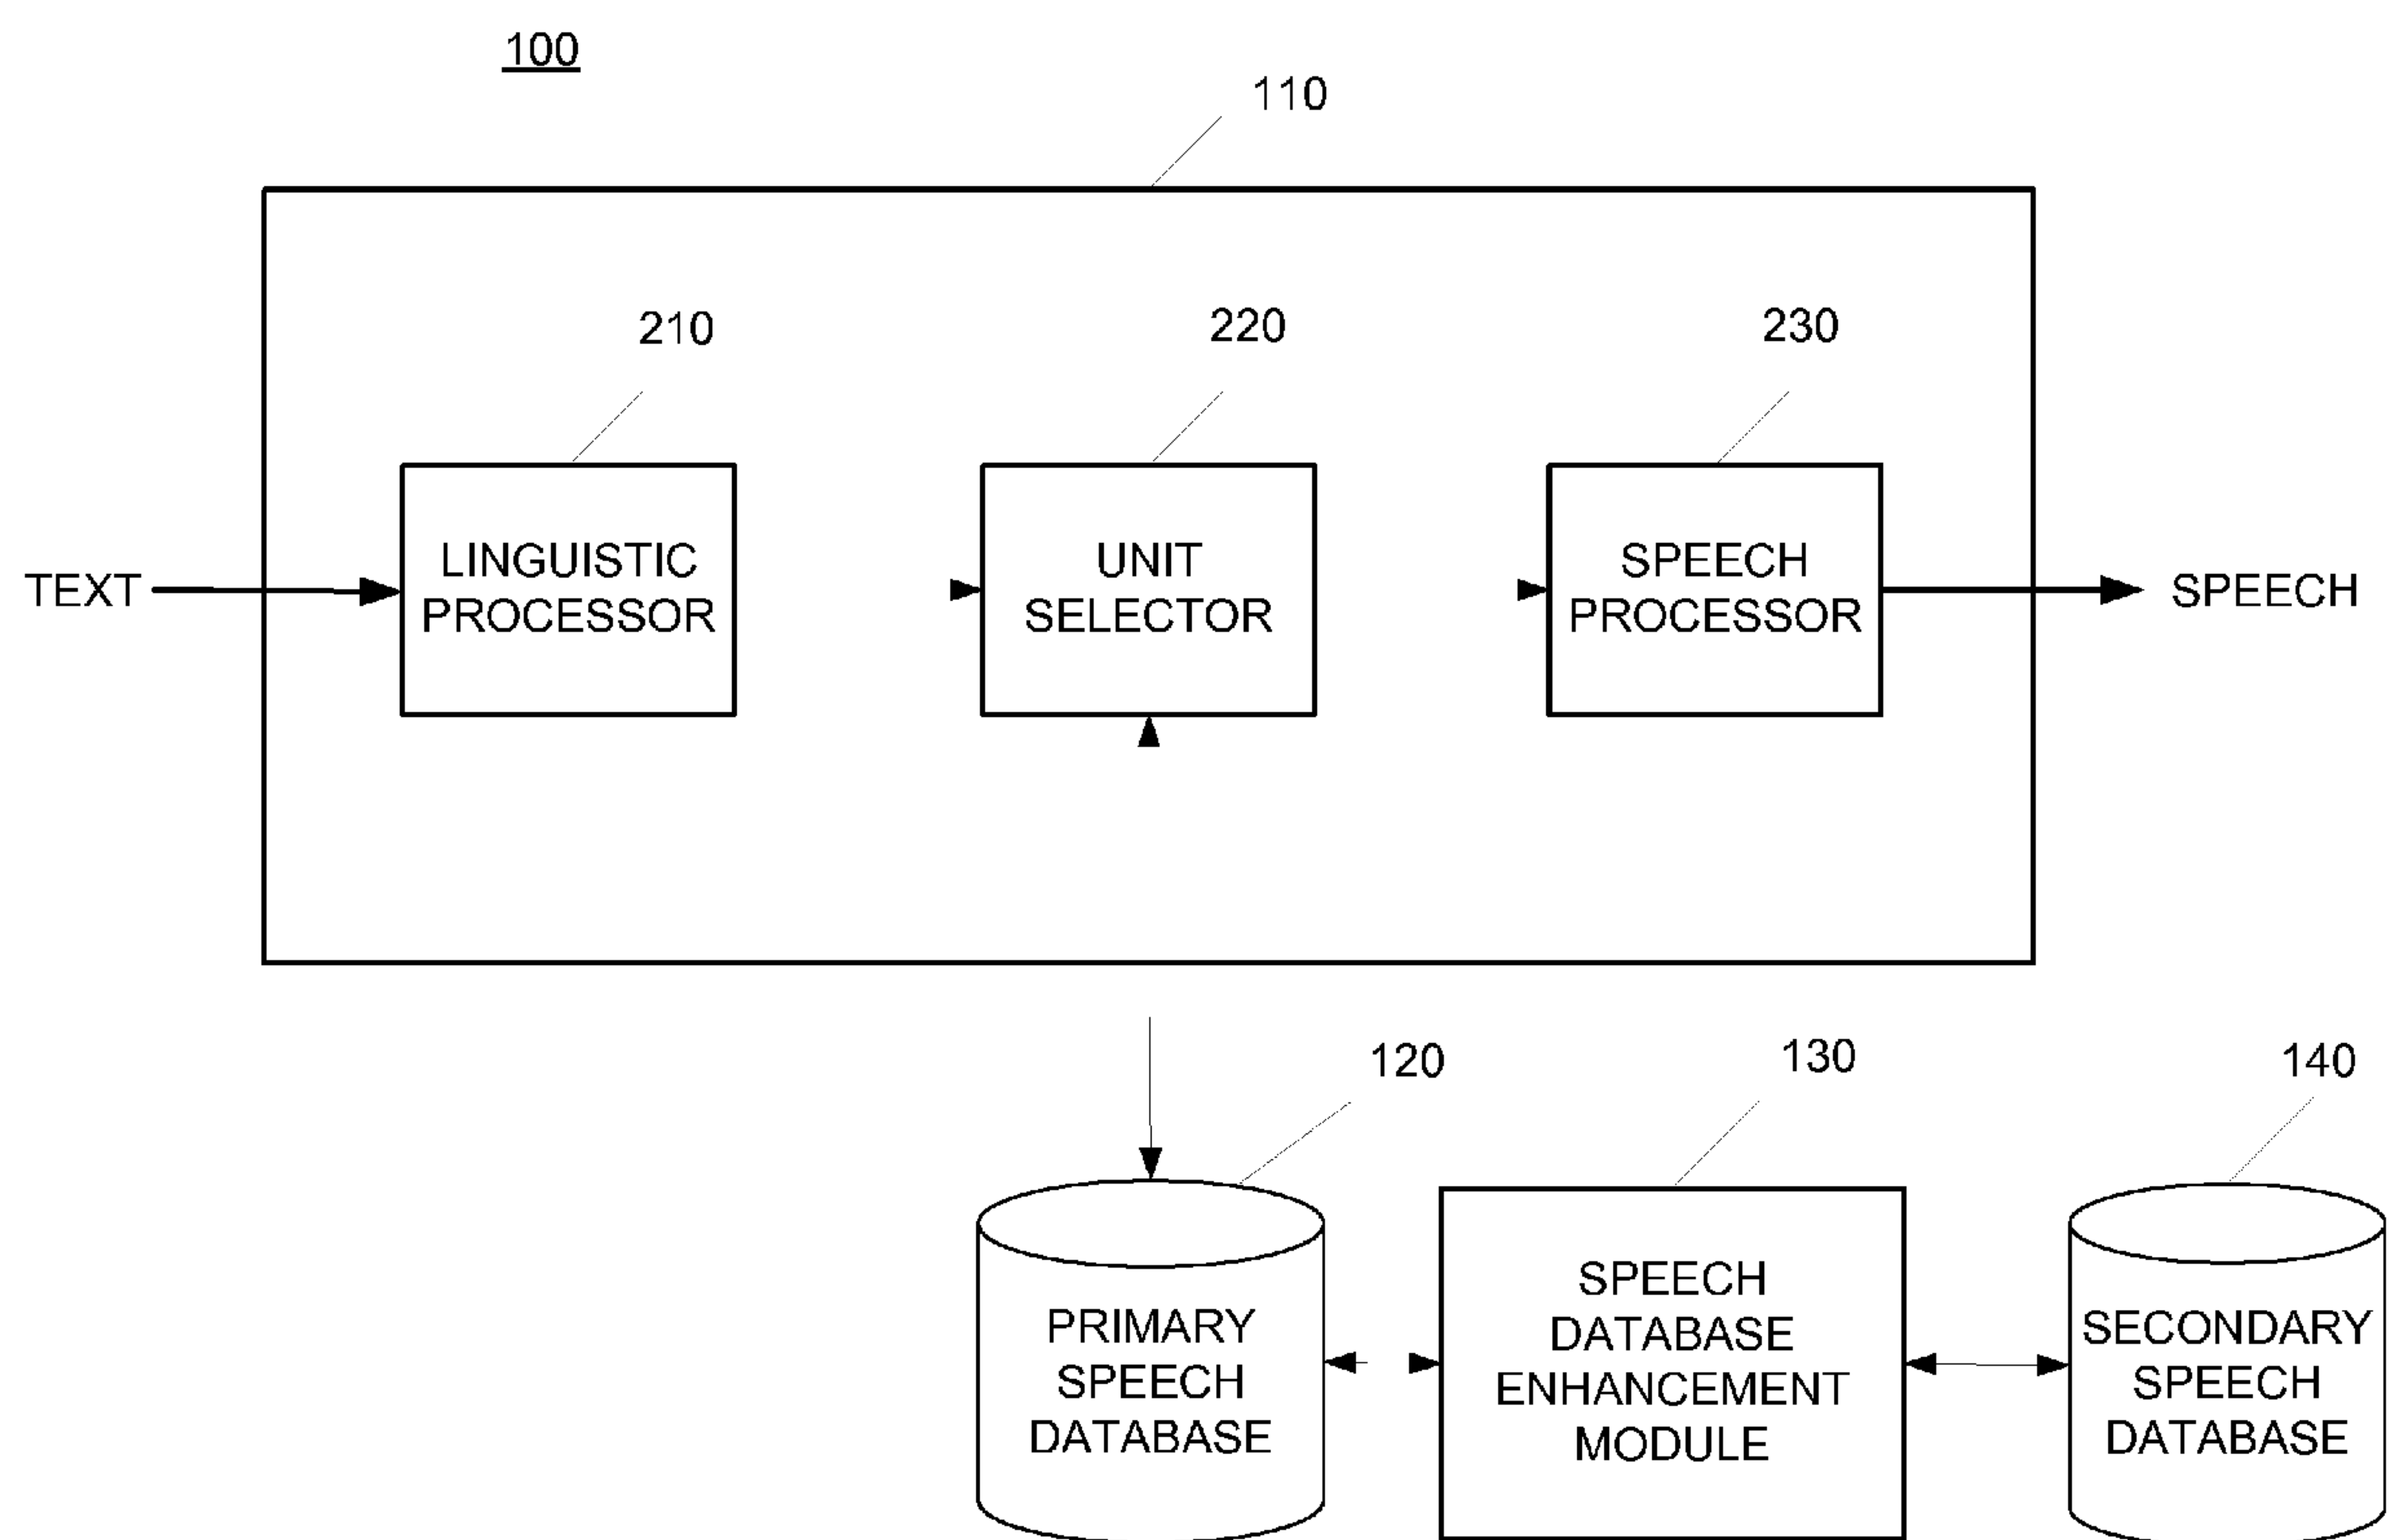 100
110
210
220
230
TEXT
LINGUISTIC
PROCESSOR
UNIT
SELECTOR
SPEECH
PROCESSOR
SPEECH
120
130
140
PRIMARY
SPEECH
DATABASE
SPEECH
DATABASE
ENHANCEMENT
MODULE
SECONDARY
SPEECH
DATABASE